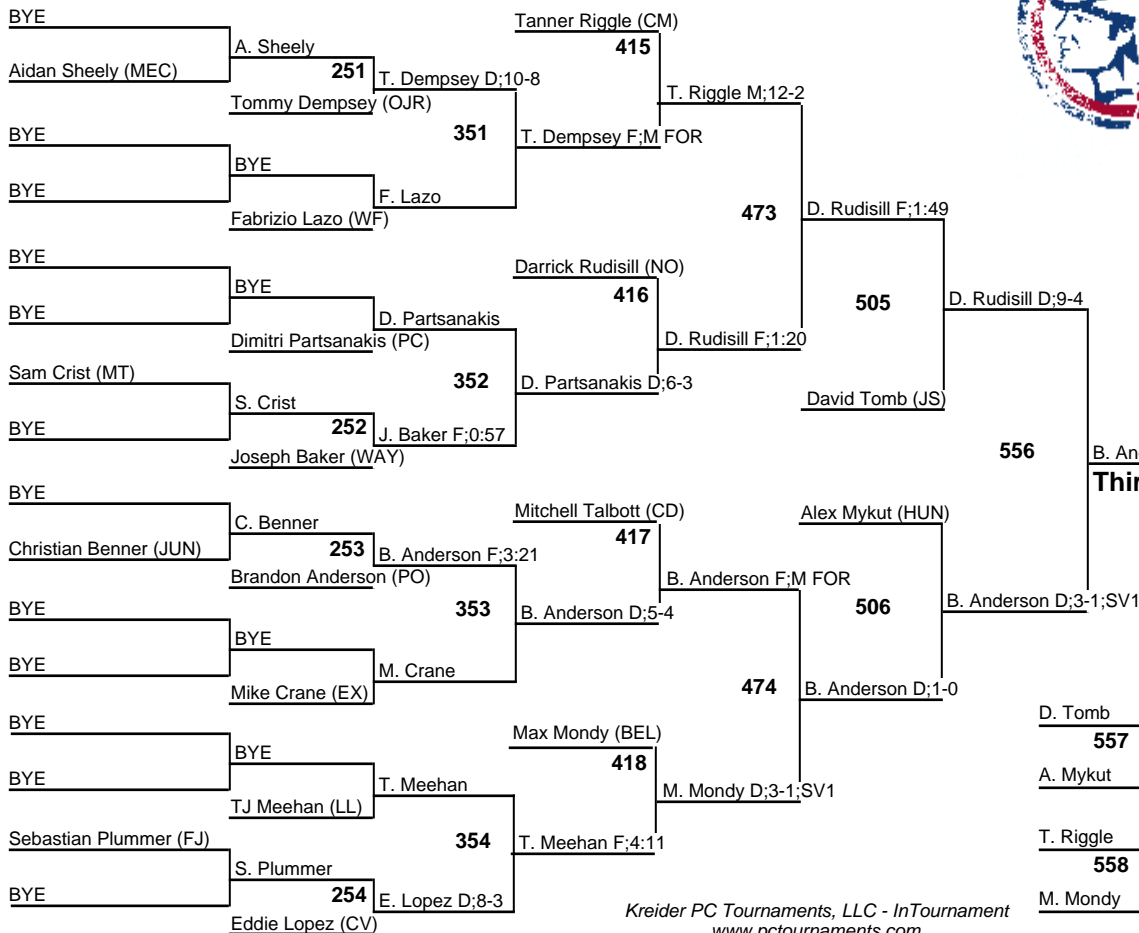 BYE
Tanner Riggle (CM)
A. Sheely
415
Aidan Sheely (MEC)
251
T. Dempsey D;10-8
T. Riggle M;12-2
Tommy Dempsey (OJR)
BYE
351
T. Dempsey F;M FOR
BYE
BYE
F. Lazo
473
D. Rudisill F;1:49
Fabrizio Lazo (WF)
BYE
Darrick Rudisill (NO)
BYE
416
505
D. Rudisill D;9-4
BYE
D. Partsanakis
Dimitri Partsanakis (PC)
D. Rudisill F;1:20
Sam Crist (MT)
352
D. Partsanakis D;6-3
S. Crist
David Tomb (JS)
BYE
252
J. Baker F;0:57
Joseph Baker (WAY)
556
B.
BYE
Mitchell Talbott (CD)
Alex Mykut (HUN)
C. Benner
417
Christian Benner (JUN)
253
B. Anderson F;3:21
Brandon Anderson (PO)
B. Anderson F;M FOR
BYE
353
B. Anderson D;5-4
506
B. Anderson D;3-1;SV1
BYE
BYE
M. Crane
Mike Crane (EX)
474
B. Anderson D;1-0
BYE
Max Mondy (BEL)
D. Tomb
BYE
418
557
BYE
T. Meehan
M. Mondy D;3-1;SV1
A. Mykut
TJ Meehan (LL)
Sebastian Plummer (FJ)
354
T. Meehan F;4:11
T. Riggle
S. Plummer
558
BYE
254
E. Lopez D;8-3
M. Mondy
Eddie Lopez (CV)
Kreider PC Tournaments, LLC - InTournament
www.pctournaments.com